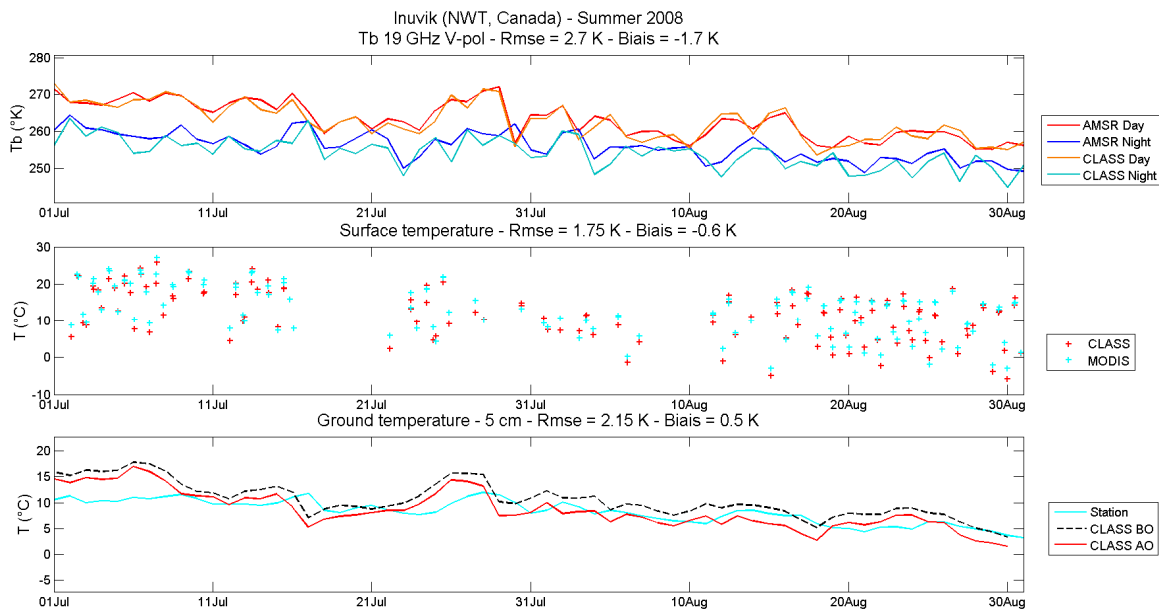 Inuvik (NWT, Canada) - Summer 2008
Tb 19 GHz V-pol - Rmse = 2.7 K - Biais = -1.7 K
280
270
260
250
Tb (°K)
01Jul 11Jul 21Jul 31Jul 10Aug 20Aug 30Aug
AMSR Day
AMSR Night
CLASS Day
CLASS Night
Surface temperature - Rmse = 1.75 K - Biais = -0.6 K
30
20
10
0
-10
T (°C)
01Jul 11Jul 21Jul 31Jul 10Aug 20Aug 30Aug
CLASS
MODIS
Ground temperature - 5 cm - Rmse = 2.15 K - Biais = 0.5 K
20
15
10
5
0
-5
T (°C)
01Jul 11Jul 21Jul 31Jul 10Aug 20Aug 30Aug
Station
CLASS BO
CLASS AO